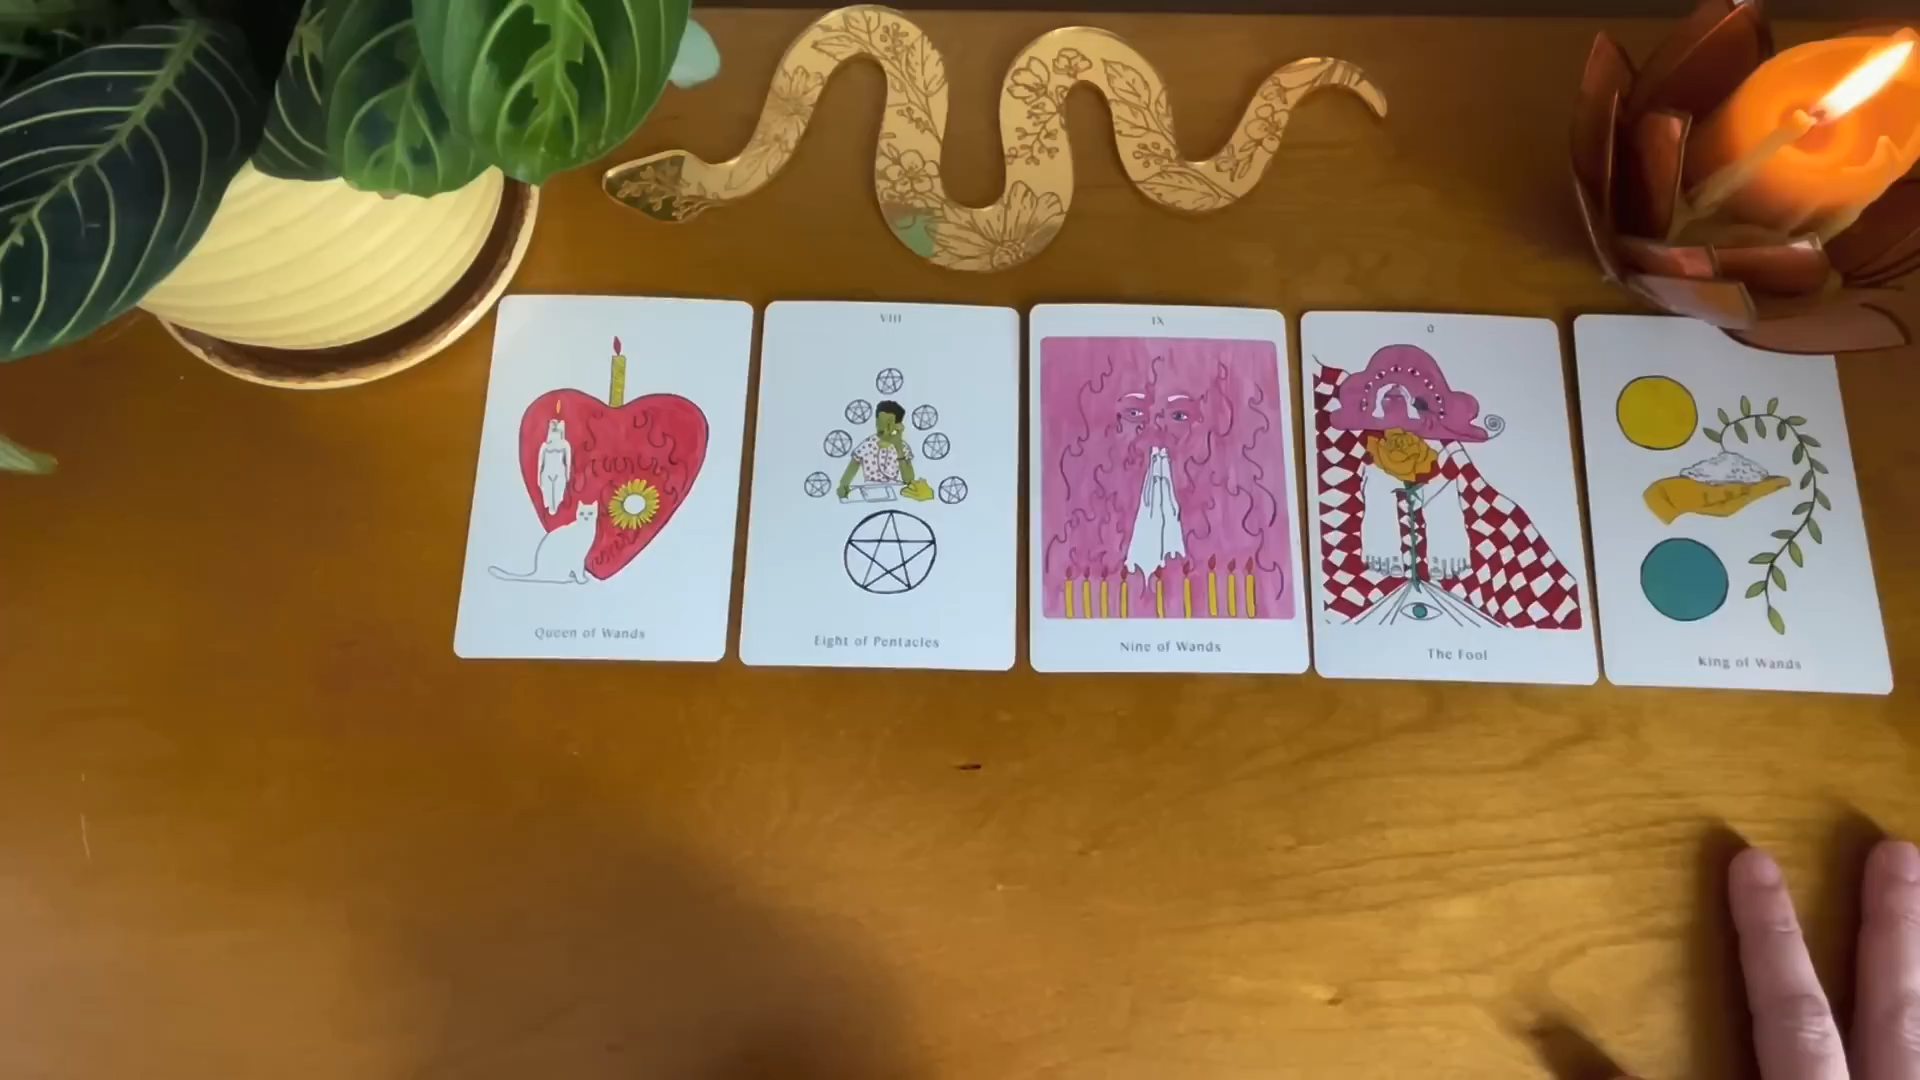 Queen of Wands
VIII
Eight of Pentacles
IX
Nine of Wands
0
The Fool
King of Wands